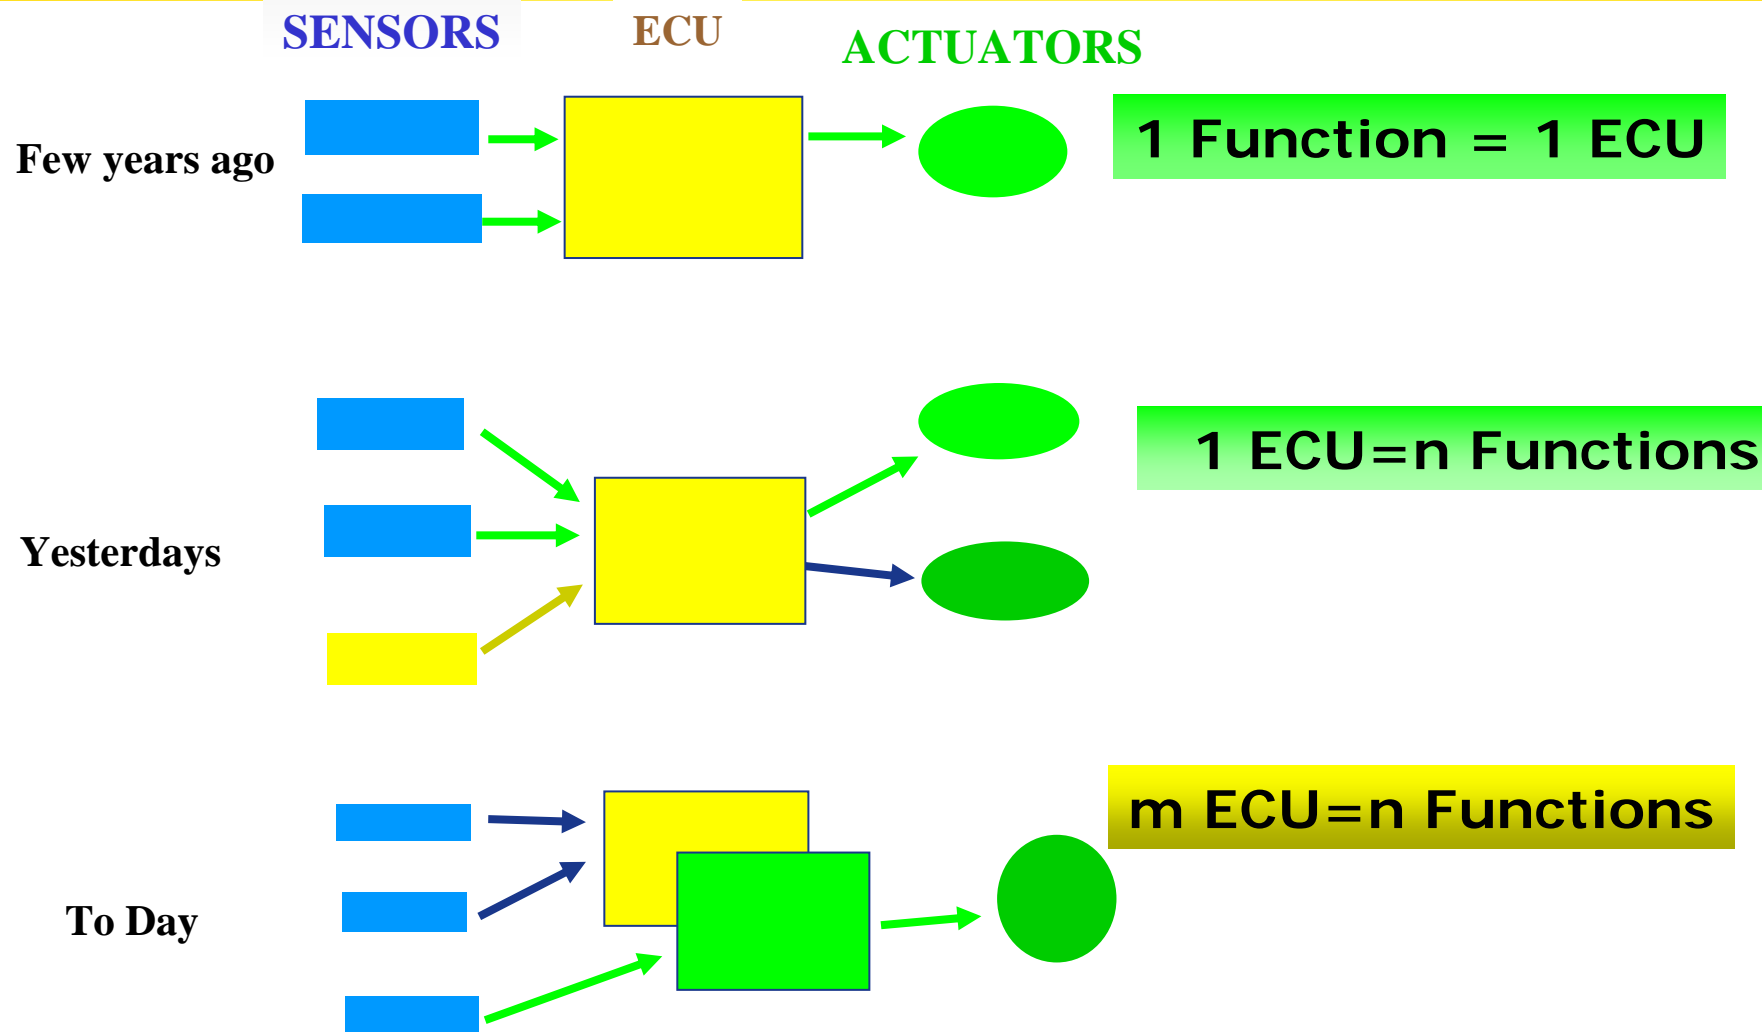 SENSORS
ECU
ACTUATORS
Few years ago
1 Function = 1 ECU
Yesterdays
1 ECU=n Functions
To Day
m ECU=n Functions